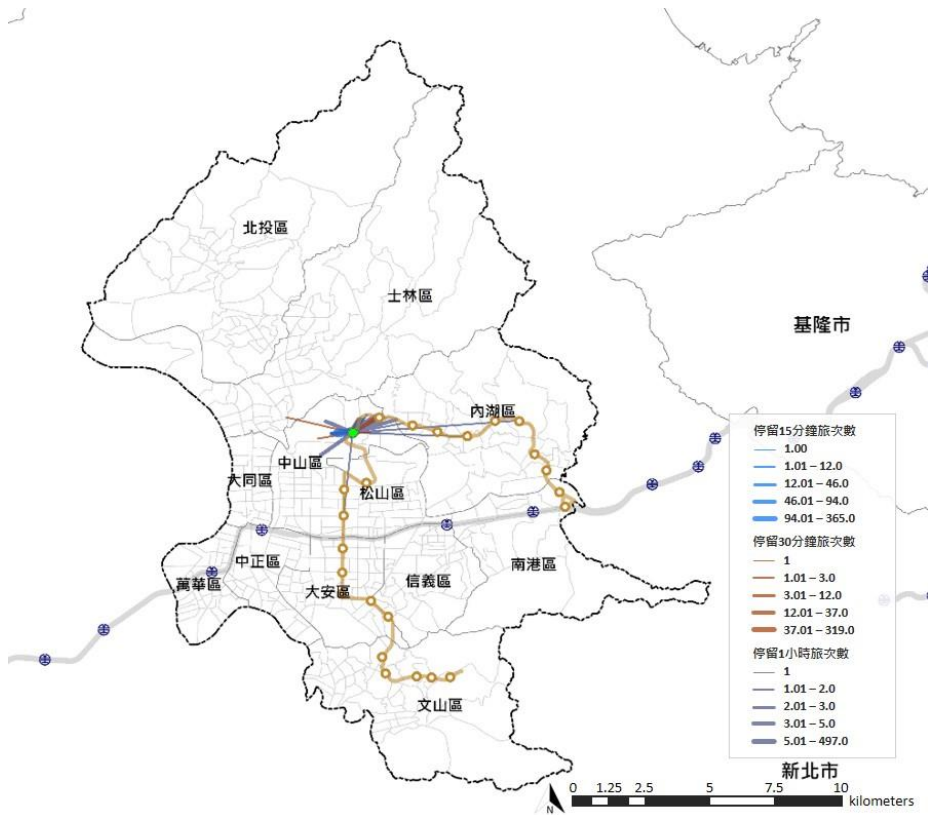 北投區
士林區
基隆市
內湖區
中山區
大同區
松山區
中正區
萬華區
大安區
信義區
南港區
文山區
停留15分鐘旅次數
1.00
1.01 – 12.0
12.01 – 46.0
46.01 – 94.0
94.01 – 365.0
停留30分鐘旅次數
1
1.01 – 3.0
3.01 – 12.0
12.01 – 37.0
37.01 – 319.0
停留1小時旅次數
1
1.01 – 2.0
2.01 – 3.0
3.01 – 5.0
5.01 – 497.0
新北市
N
0 1.25 2.5 5 7.5 10
kilometers